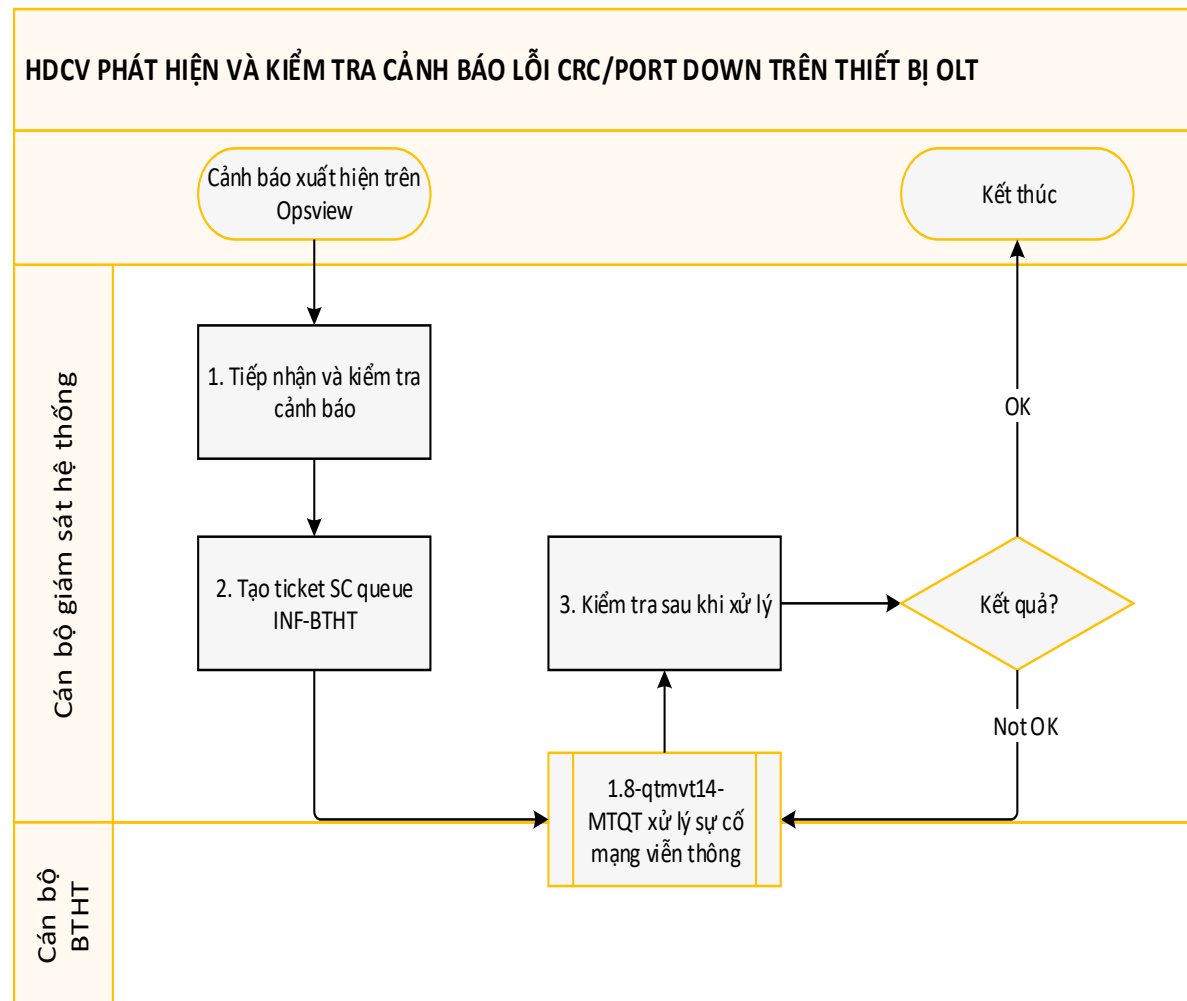 HDCV PHÁT HIỆN VÀ KIỂM TRA CẢNH BÁO LỖI CRC/PORT DOWN TRÊN THIẾT BỊ OLT
Cảnh báo xuất hiện trên
Opsview
Kết thúc
Cán bộ giám sát hệ thống
1. Tiếp nhận và kiểm tra
cảnh báo
OK
2. Tạo ticket SC queue
INF-BTHT
3. Kiểm tra sau khi xử lý
Kết quả?
Not OK
1.8-qtmvt14-
MTQT xử lý sự cố
mạng viễn thông
Cán bộ
BTHT